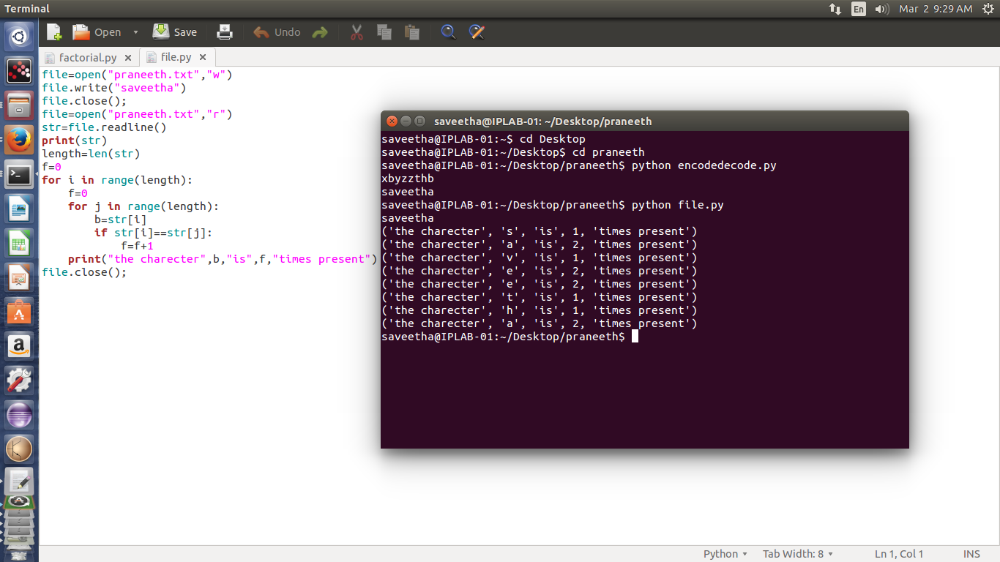 Terminal
En
Mar 2 9:29 AM
Open
Save
Undo
factorial.py
file.py
file=open("praneeth.txt","w")
file.write("saveetha")
file.close();
file=open("praneeth.txt","r")
str=file.readline()
print(str)
length=len(str)
f=0
for i in range(length):
    f=0
    for j in range(length):
        b=str[i]
        if str[i]==str[j]:
            f=f+1
    print("the charecter",b,"is",f,"times present")
file.close();
saveetha@IPLAB-01: ~/Desktop/praneeth
saveetha@IPLAB-01:~$ cd Desktop
saveetha@IPLAB-01:~/Desktop$ cd praneeth
saveetha@IPLAB-01:~/Desktop/praneeth$ python encodedecode.py
xbyzzthb
saveetha
saveetha@IPLAB-01:~/Desktop/praneeth$ python file.py
saveetha
('the charecter', 's', 'is', 1, 'times present')
('the charecter', 'a', 'is', 2, 'times present')
('the charecter', 'v', 'is', 1, 'times present')
('the charecter', 'e', 'is', 2, 'times present')
('the charecter', 'e', 'is', 2, 'times present')
('the charecter', 't', 'is', 1, 'times present')
('the charecter', 'h', 'is', 1, 'times present')
('the charecter', 'a', 'is', 2, 'times present')
saveetha@IPLAB-01:~/Desktop/praneeth$
Python
Tab Width: 8
Ln 1, Col 1
INS